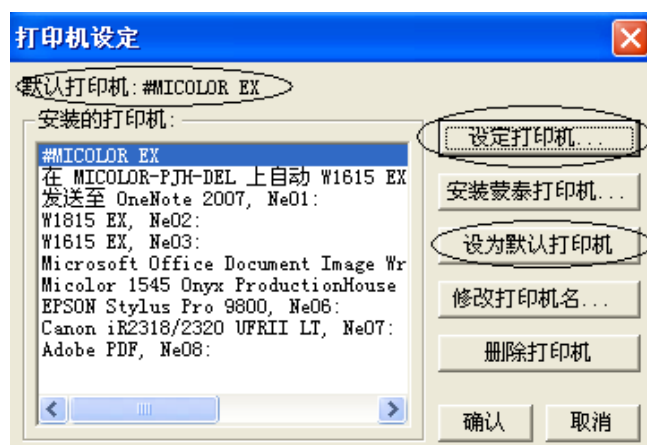 打印机设定
默认打印机:#MICOLOR EX
安装的打印机:
#MICOLOR EX
在 MICOLOR-PJH-DEL 上自动 W1615 EX
发送至 OneNote 2007, Ne01:
W1815 EX, Ne02:
W1615 EX, Ne03:
Microsoft Office Document Image Wr
Micolor 1545 Onyx ProductionHouse
EPSON Stylus Pro 9800, Ne06:
Canon iR2318/2320 UFRII LT, Ne07:
Adobe PDF, Ne08:
设定打印机...
安装蒙泰打印机...
设为默认打印机
修改打印机名...
删除打印机
确认
取消